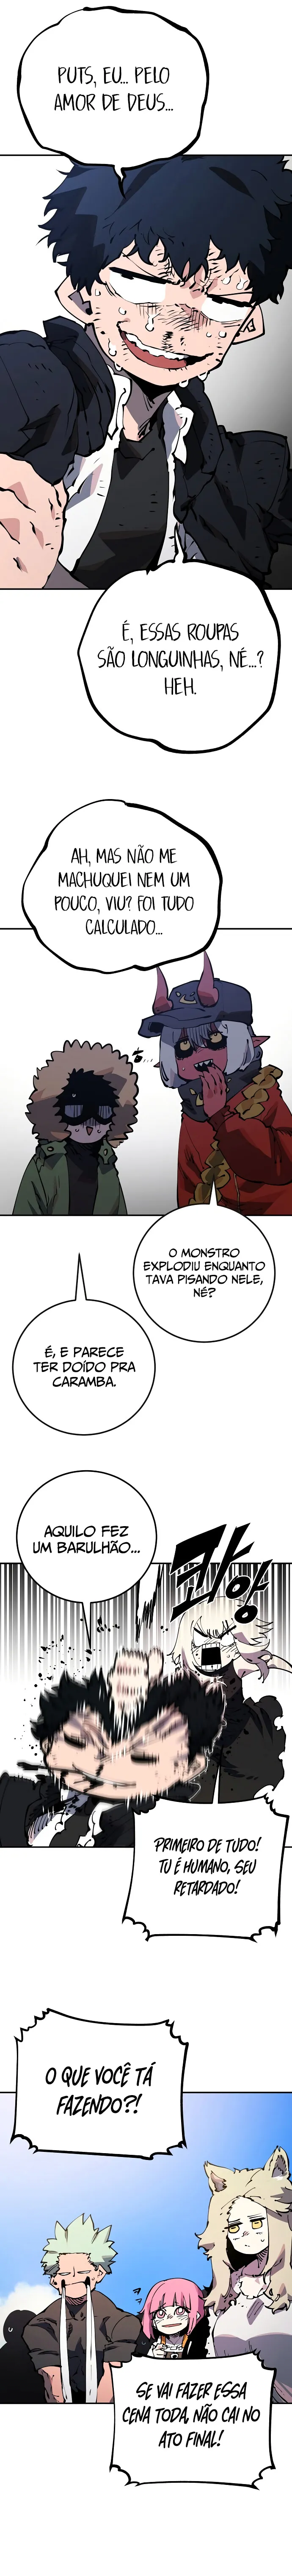 PUTS, EU... PELO
AMOR DE DEUS...
É, ESSAS ROUPAS
SÃO LONGUINHAS, NÉ...?
HEH.
AH, MAS NÃO ME
MACHUQUEI NEM UM
POUCO, VIU? FOI TUDO
CALCULADO...
O MONSTRO
EXPLODIU ENQUANTO
TAVA PISANDO NELE,
NÉ?
É, E PARECE
TER DOÍDO PRA
CARAMBA.
AQUILO FEZ
UM BARULHÃO...
콰앙
PRIMEIRO DE TUDO!
TU É HUMANO, SEU
RETARDADO!
O QUE VOCÊ TÁ
FAZENDO?!
SE VAI FAZER ESSA
CENA TODA, NÃO CAI NO
ATO FINAL!